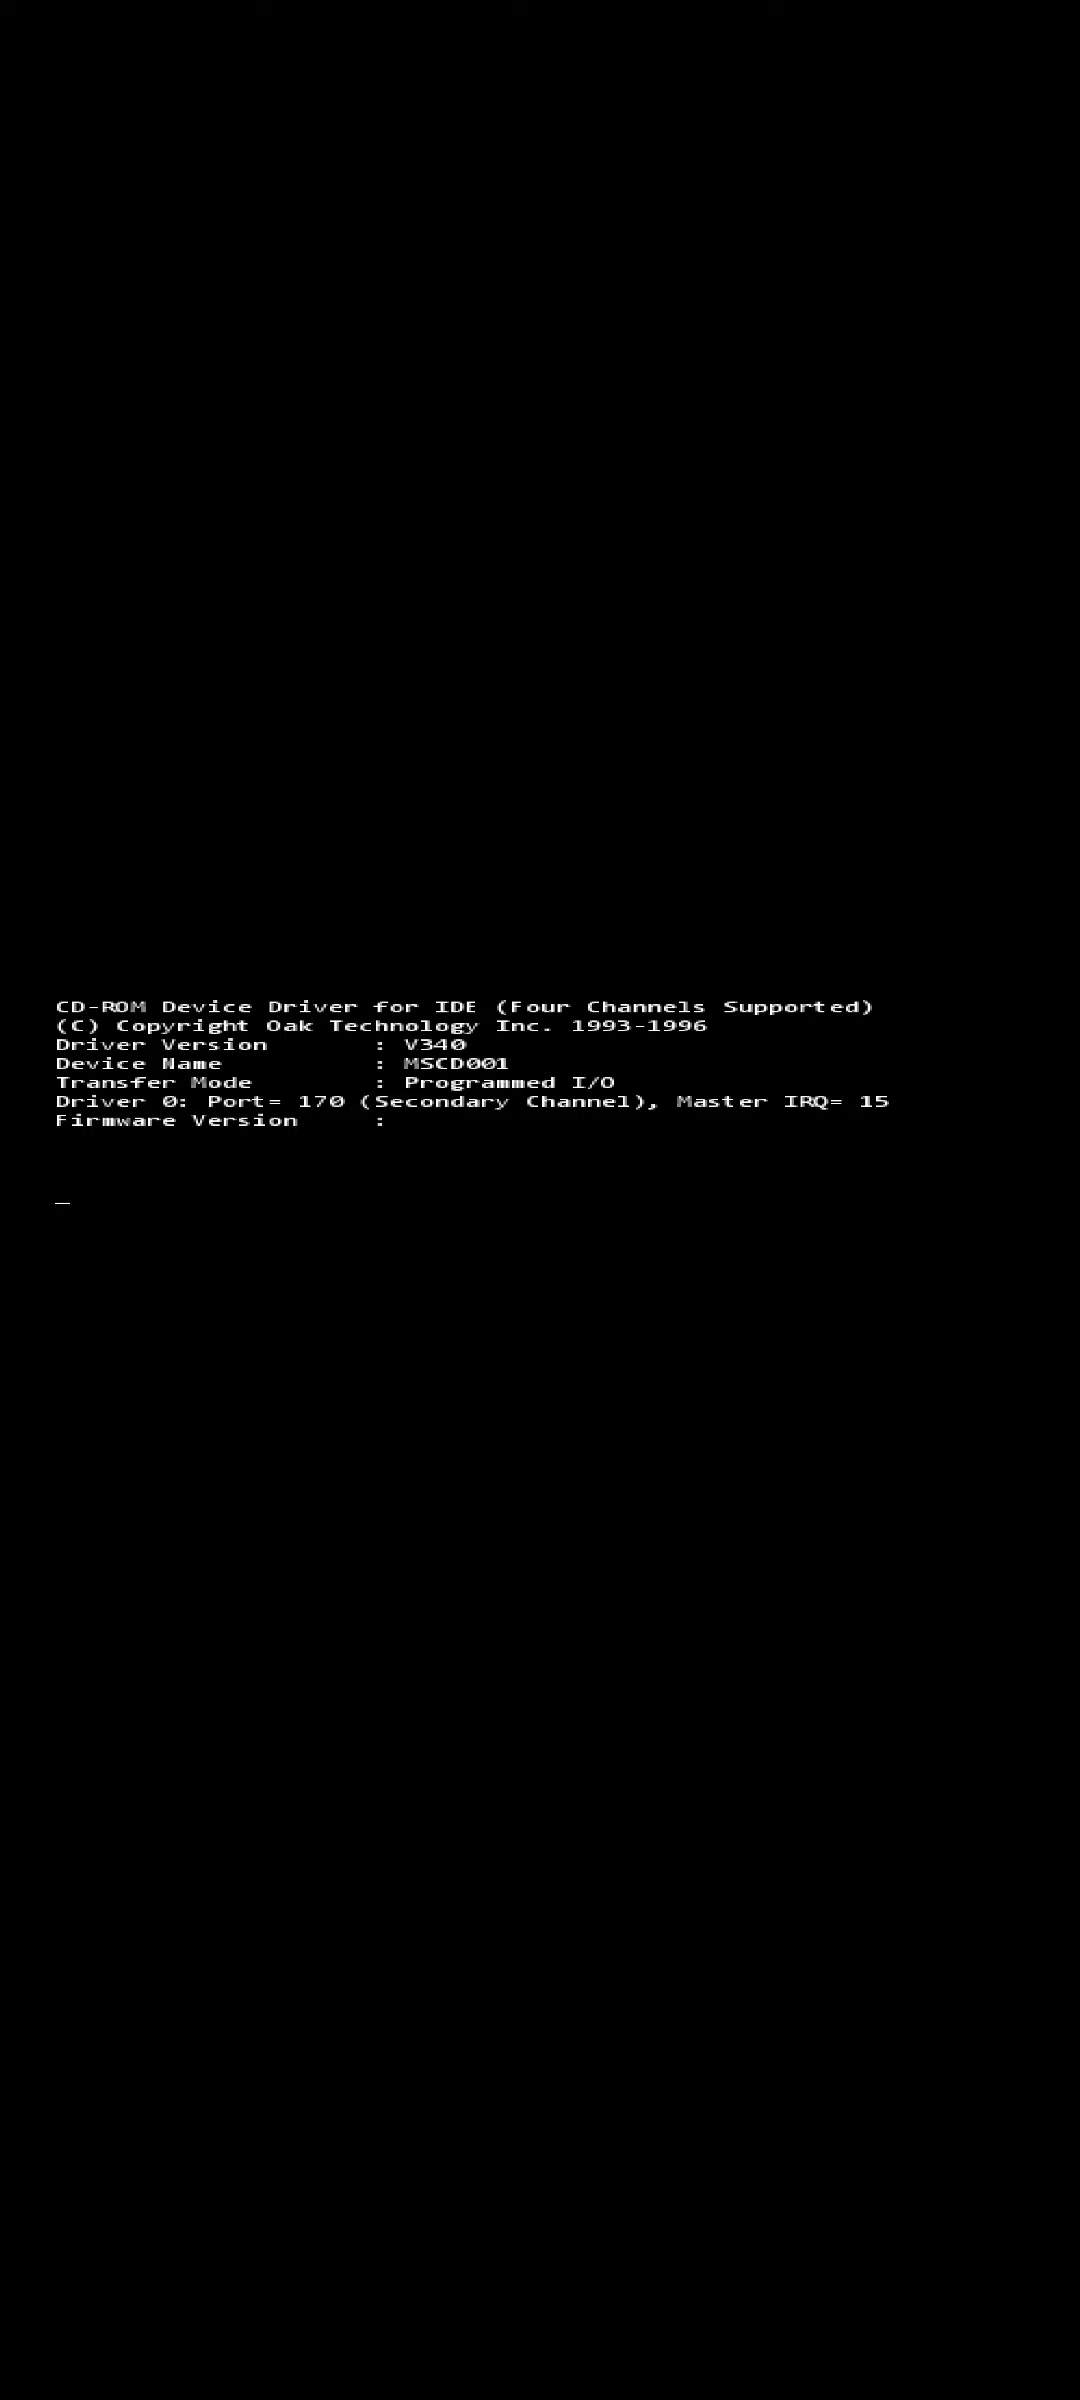 CD-ROM Device Driver for IDE (Four Channels Supported)
(C) Copyright Oak Technology Inc. 1993-1996
Driver Version       : V340
Device Name          : MSCD001
Transfer Mode        : Programmed I/O
Driver 0: Port= 170 (Secondary Channel), Master IRQ= 15
Firmware Version     :
_